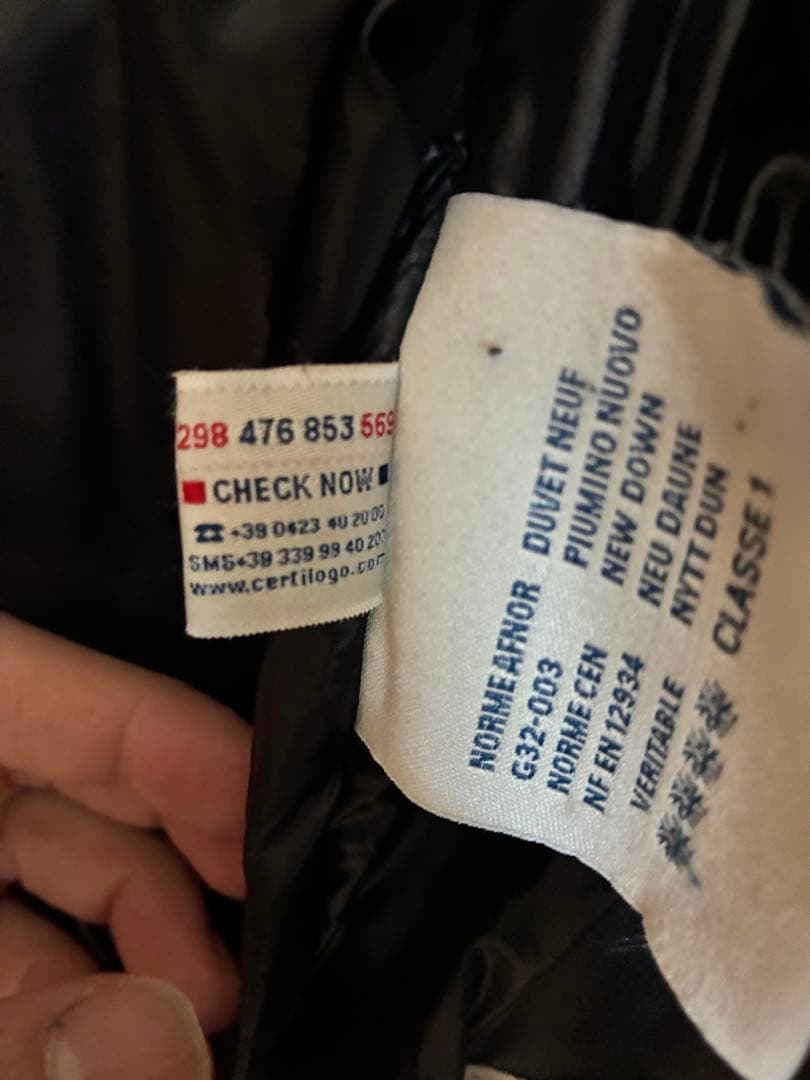 298 476 853 569
CHECK NOW
+39 0423 40 20 00
SMS+39 339 99 40 20
www.certilogo.com
NORME AFNOR DUVET NEUF
G32-003 PIUMINO NUOVO
NORME CEN NEW DOWN
NF EN 12934 NEU DAUNE
VERITABLE NYTT DUN
CLASSE 1